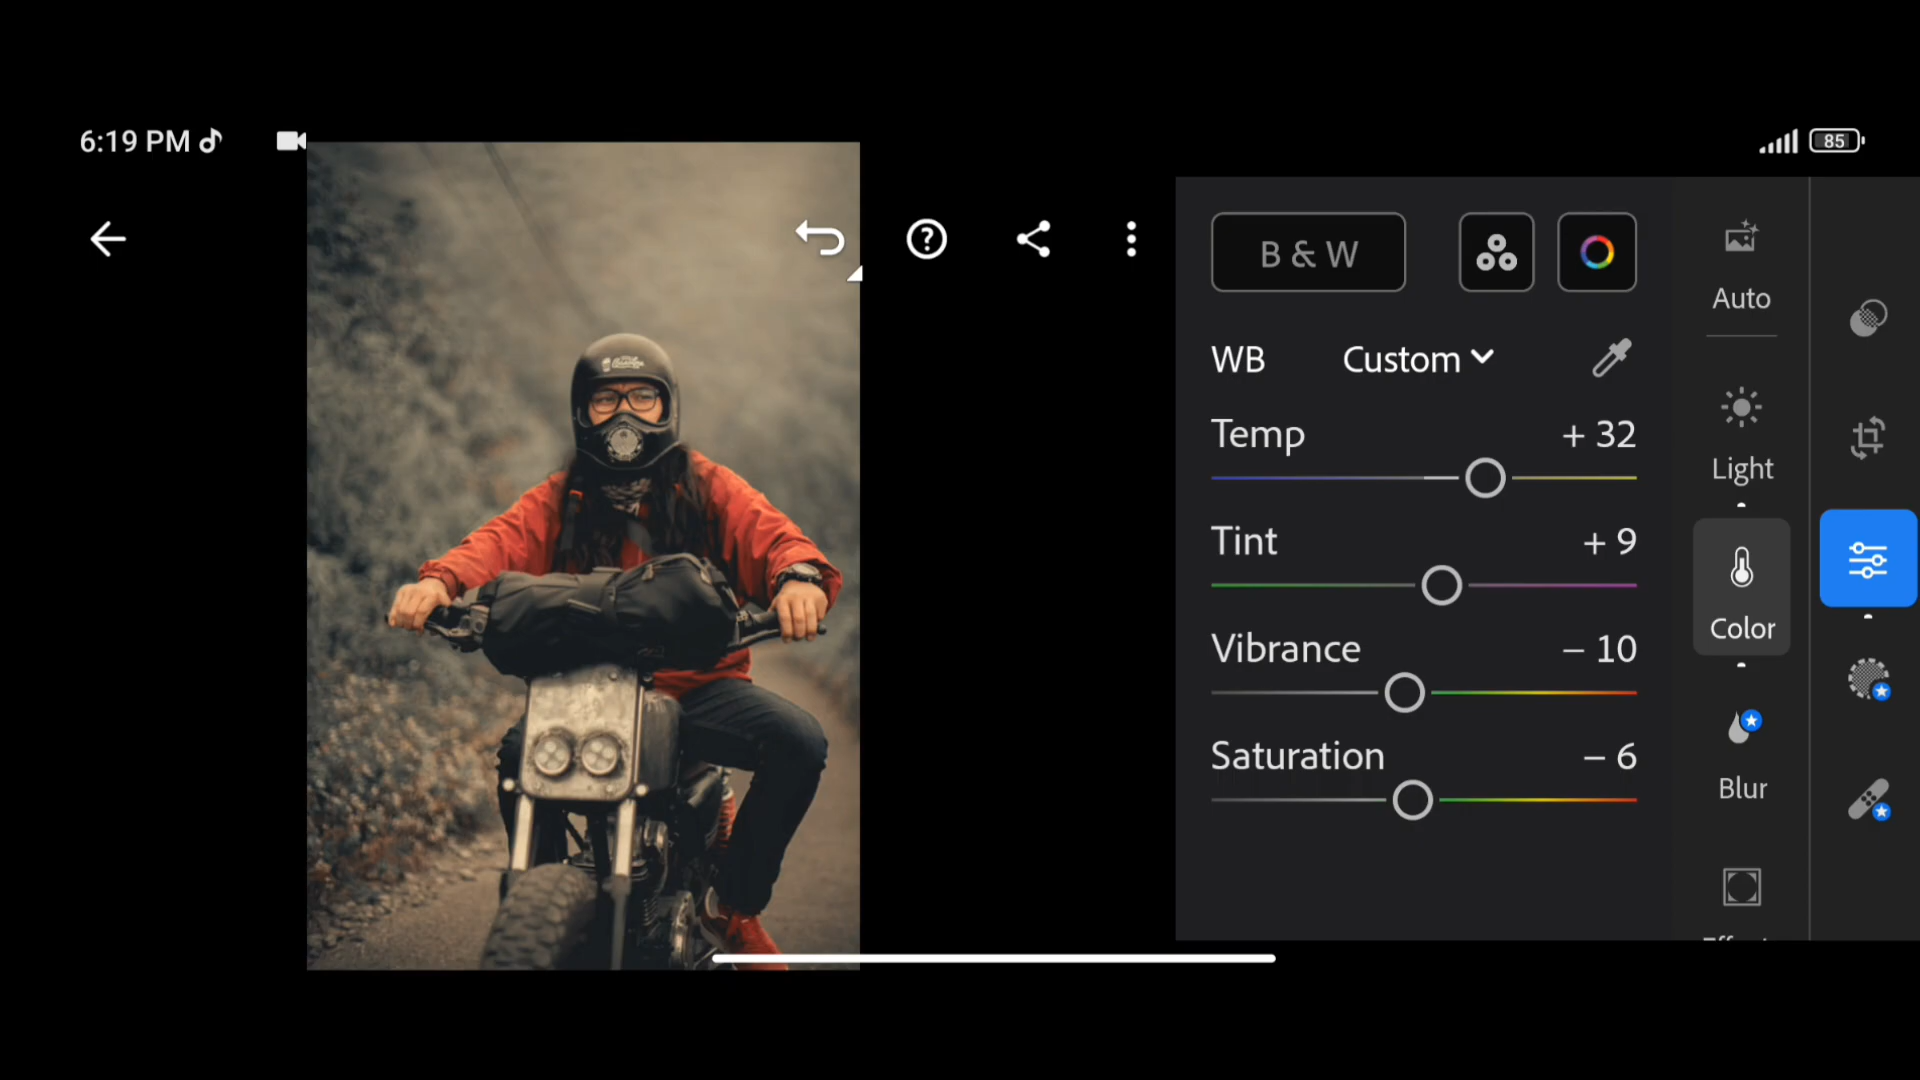 6:19 PM
85
B & W
Auto
WB Custom
Temp + 32
Light
Tint + 9
Color
Vibrance – 10
Saturation – 6
Blur